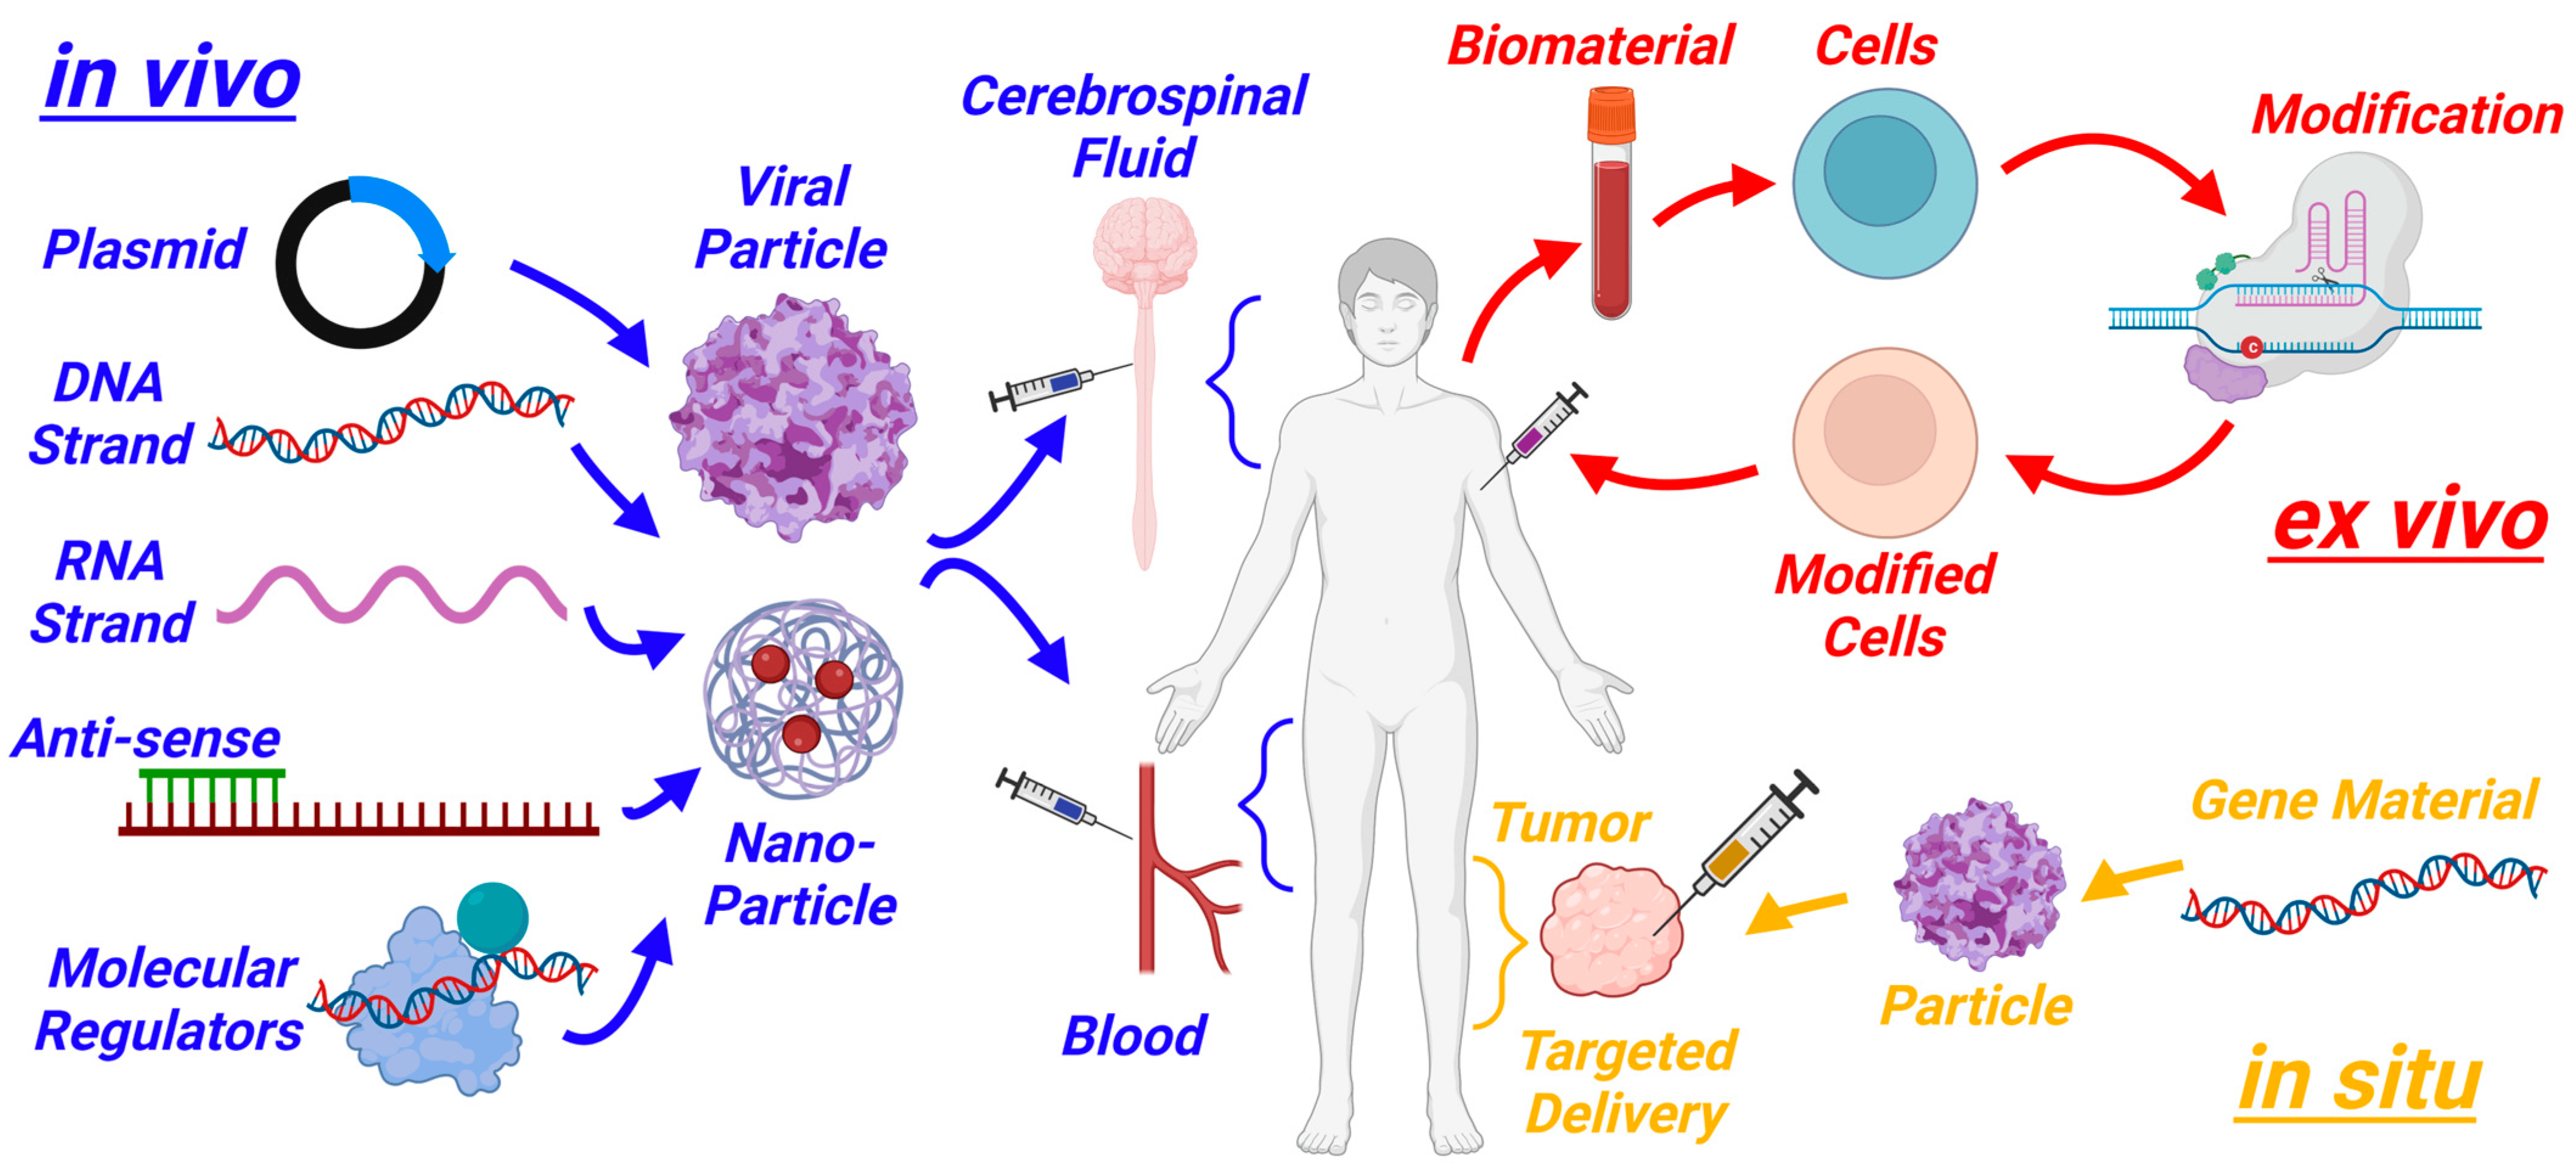 in vivo
Plasmid
DNA
Strand
RNA
Strand
Anti-sense
Molecular
Regulators
Viral
Particle
Nano-
Particle
Cerebrospinal
Fluid
Blood
Biomaterial
Cells
Modification
C
Modified
Cells
ex vivo
Tumor
Targeted
Delivery
Particle
Gene Material
in situ